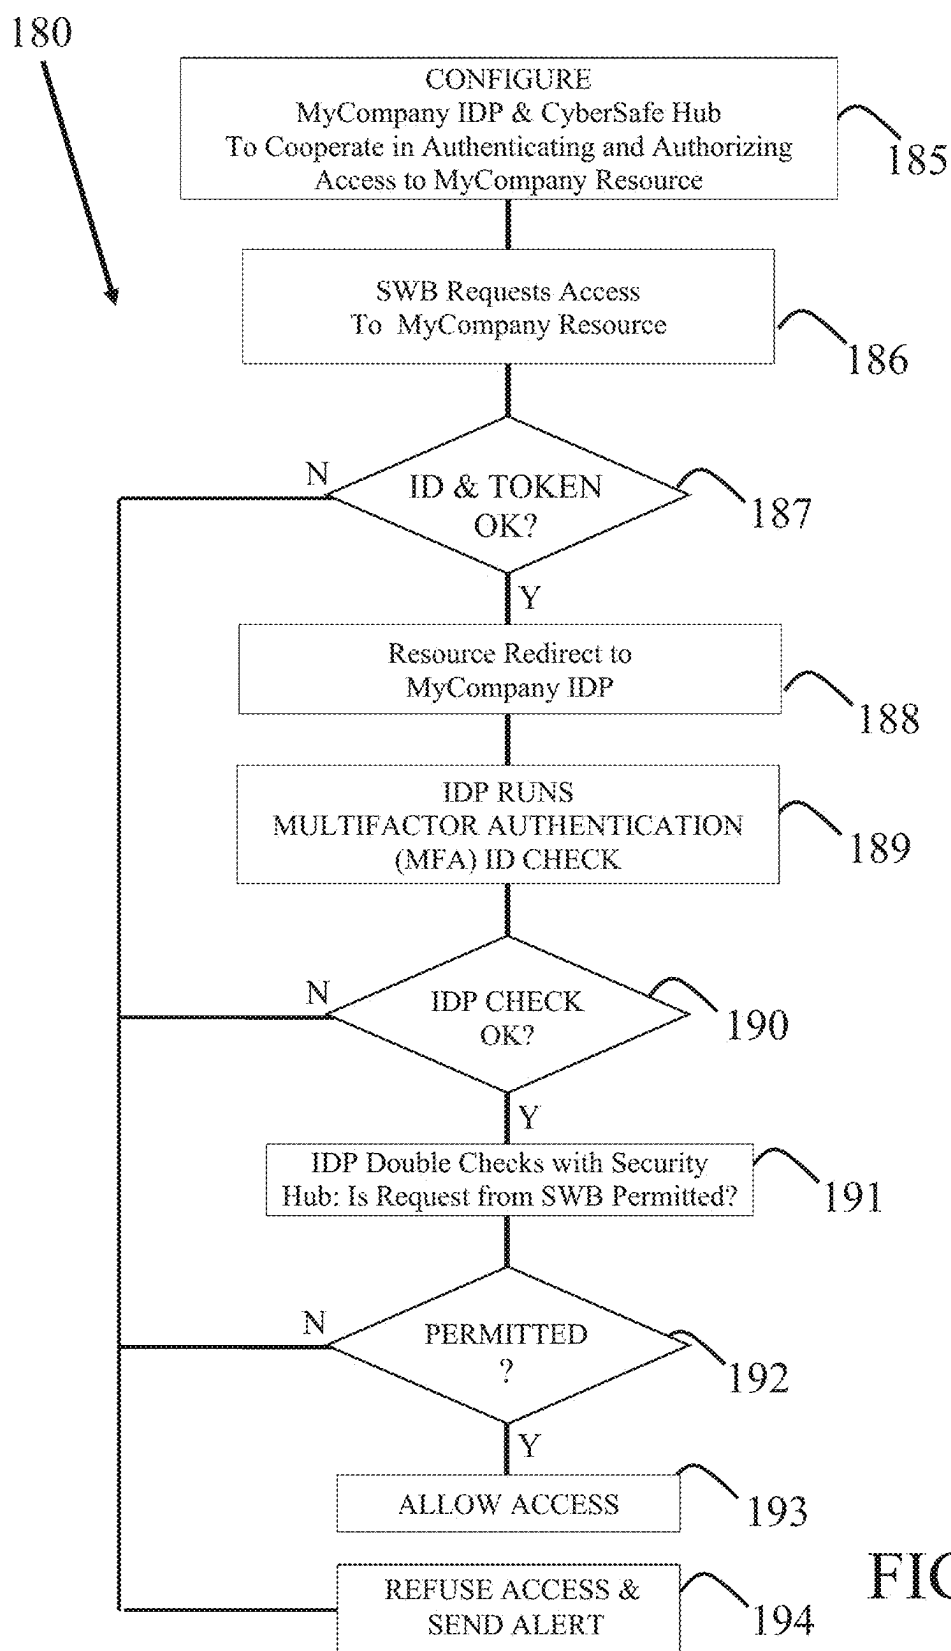 180
CONFIGURE
MyCompany IDP & CyberSafe Hub
To Cooperate in Authenticating and Authorizing
Access to MyCompany Resource
185
SWB Requests Access
To MyCompany Resource
186
N
ID & TOKEN
OK?
187
Y
Resource Redirect to
MyCompany IDP
188
IDP RUNS
MULTIFACTOR AUTHENTICATION
(MFA) ID CHECK
189
N
IDP CHECK
OK?
190
Y
IDP Double Checks with Security
Hub: Is Request from SWB Permitted?
191
N
PERMITTED
?
192
Y
ALLOW ACCESS
193
REFUSE ACCESS &
SEND ALERT
194